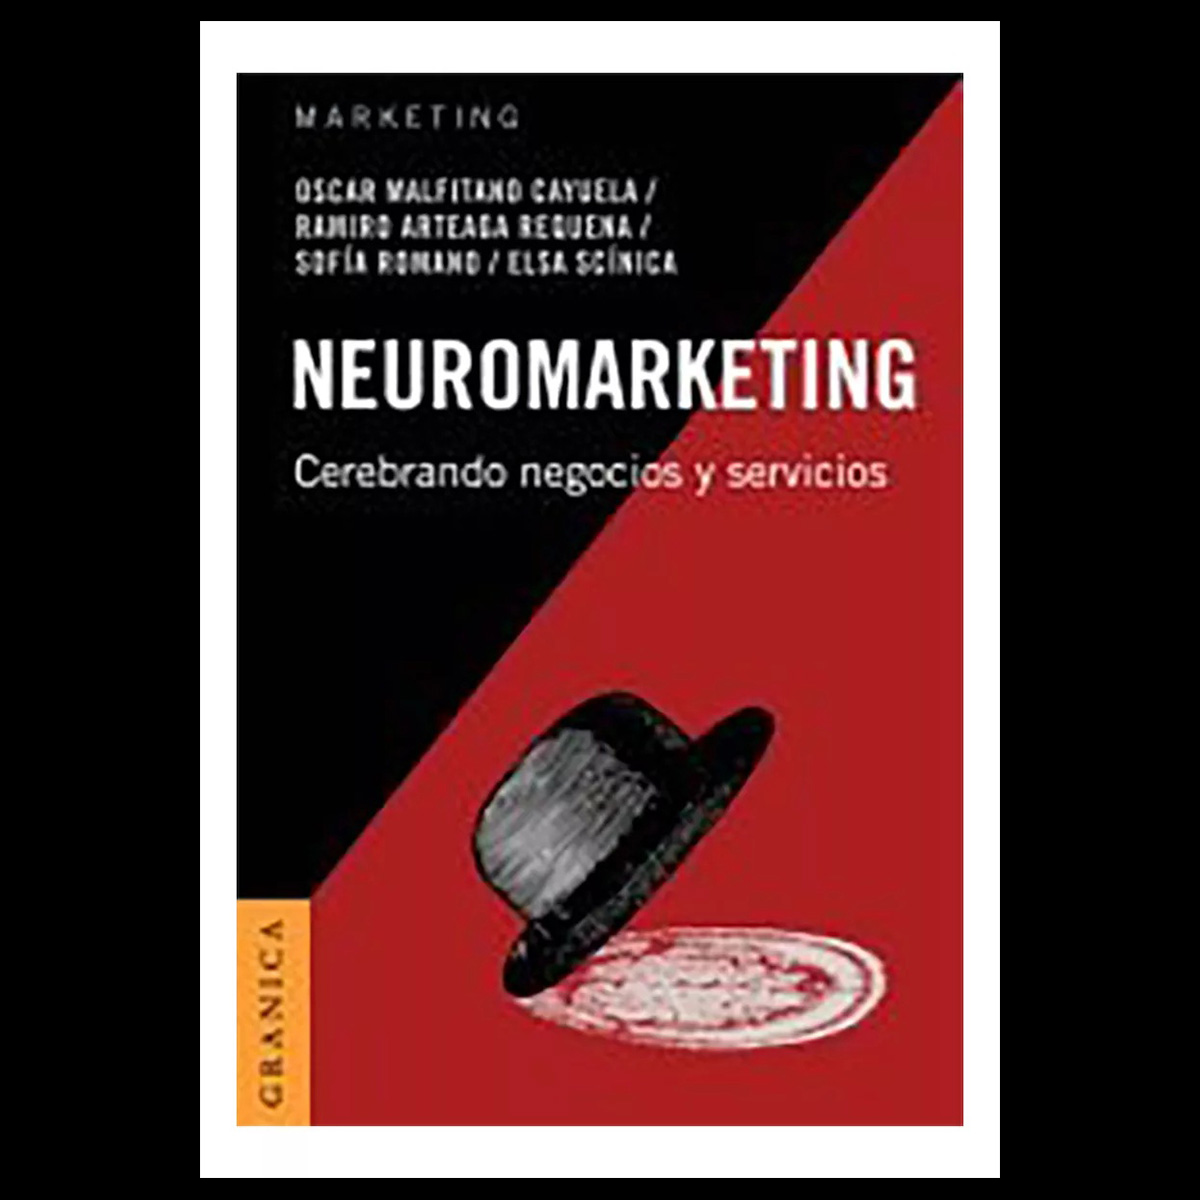 MARKETING
OSCAR MALFITANO CAYUELA /
RAMIRO ARTEAGA REQUENA /
SOFÍA ROMANO / ELSA SCÍNICA
NEUROMARKETING
Cerebrando negocios y servicios
GRANICA